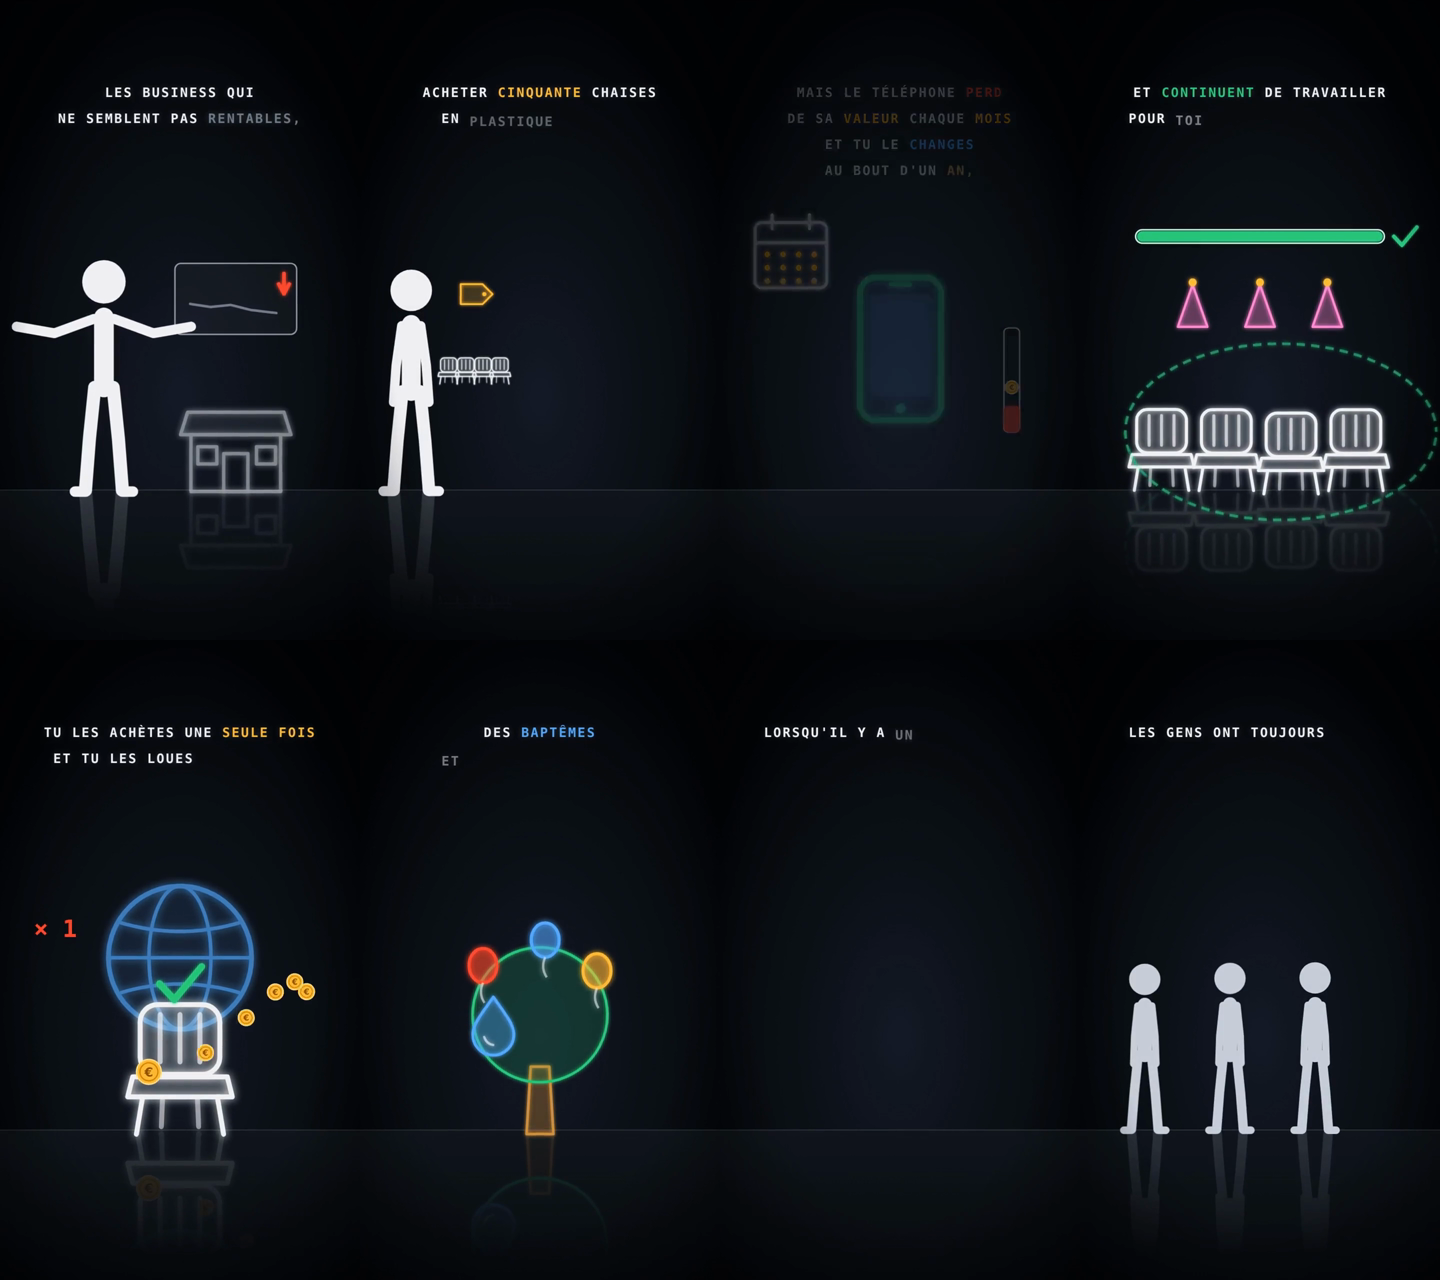 LES BUSINESS QUI
NE SEMBLENT PAS RENTABLES,
ACHETER CINQUANTE CHAISES
EN PLASTIQUE
MAIS LE TÉLÉPHONE PERD
DE SA VALEUR CHAQUE MOIS
ET TU LE CHANGES
AU BOUT D'UN AN,
ET CONTINUENT DE TRAVAILLER
POUR TOI
TU LES ACHÈTES UNE SEULE FOIS
ET TU LES LOUES
× 1
€
€
DES BAPTÊMES
ET
LORSQU'IL Y A UN
LES GENS ONT TOUJOURS